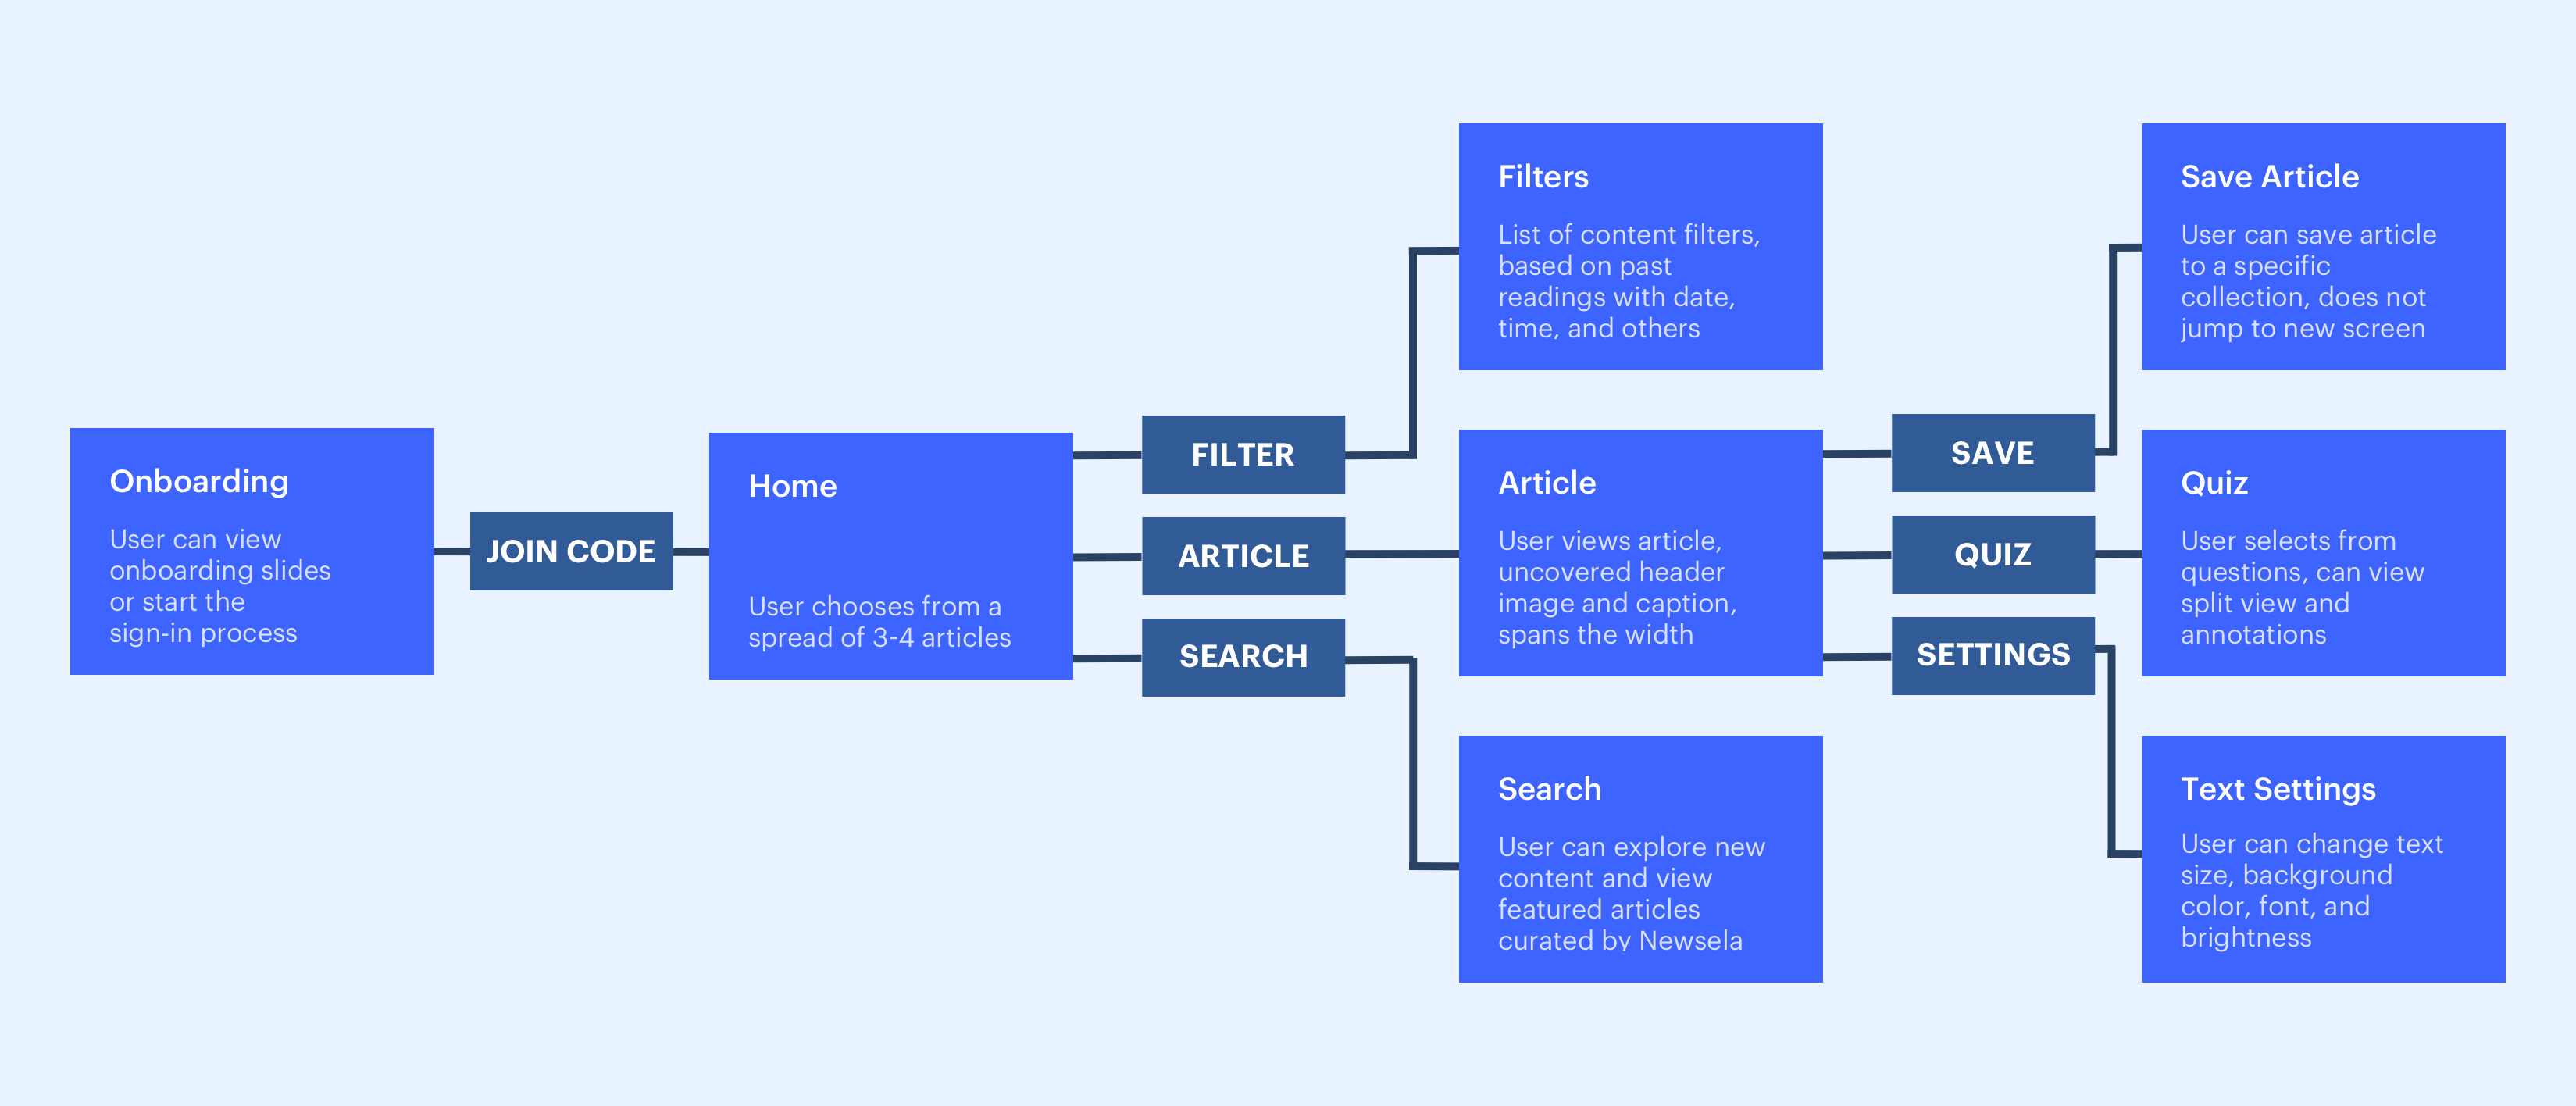 Onboarding
User can view
onboarding slides
or start the
sign-in process
JOIN CODE
Home
User chooses from a
spread of 3-4 articles
FILTER
ARTICLE
SEARCH
Filters
List of content filters,
based on past
readings with date,
time, and others
Article
User views article,
uncovered header
image and caption,
spans the width
Search
User can explore new
content and view
featured articles
curated by Newsela
SAVE
QUIZ
SETTINGS
Save Article
User can save article
to a specific
collection, does not
jump to new screen
Quiz
User selects from
questions, can view
split view and
annotations
Text Settings
User can change text
size, background
color, font, and
brightness